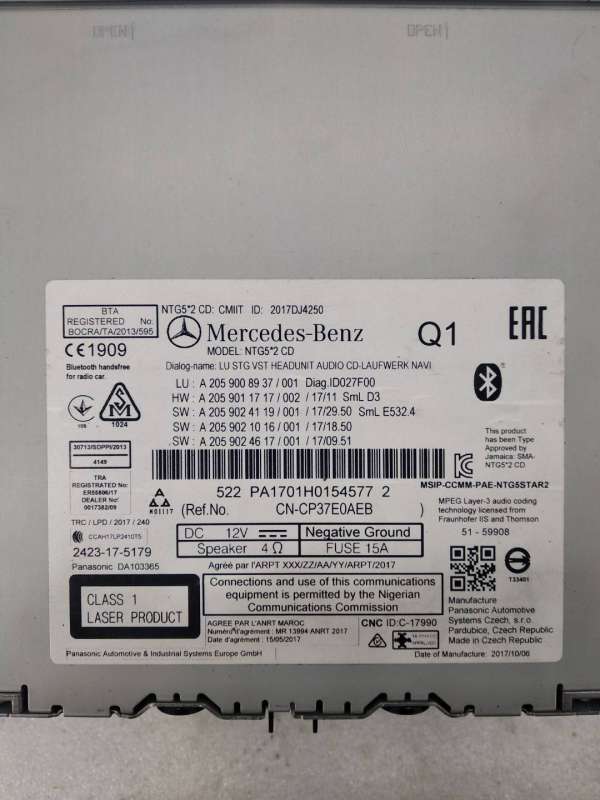 OPEN OPEN
BTA
REGISTERED No:
BOCRA/TA/2013/595
NTG5*2 CD: CMIIT ID: 2017DJ4250
Mercedes-Benz
MODEL: NTG5*2 CD
Q1
EAC
CE1909
Bluetooth handsfree
for radio car.
Dialog-name: LU STG VST HEADUNIT AUDIO CD-LAUFWERK NAVI
LU : A 205 900 89 37 / 001 Diag.ID027F00
HW : A 205 901 17 17 / 002 / 17/11 SmL D3
SW : A 205 902 41 19 / 001 / 17/29.50 SmL E532.4
SW : A 205 902 10 16 / 001 / 17/18.50
SW : A 205 902 46 17 / 001 / 17/09.51
1024
30713/SDPPI/2013
4149
This product
has been
approved by
Jamaica: SMA-
NTG5*2 CD
MSIP-CCMM-PAE-NTG5STAR2
TRA
REGISTERED No:
ER55806/17
DEALER No:
0017382/09
522 PA1701H0154577 2
(Ref.No. CN-CP37E0AEB )
MPEG Layer-3 audio coding
technology licensed from
Fraunhofer IIS and Thomson
51 - 59908
TRC / LPD / 2017 / 240
CCAH17LP2410T5
2423-17-5179
Panasonic DA103365
DC 12V Negative Ground
Speaker 4 Ω FUSE 15A
Agréé par l'ARPT XXX/ZZ/AA/YY/ARPT/2017
T33401
CLASS 1
LASER PRODUCT
Connections and use of this communications
equipment is permitted by the Nigerian
Communications Commission
Manufacture
Panasonic Automotive
Systems Czech, s.r.o
Pardubice, Czech Republic
Made in Czech Republic
AGREE PAR L'ANRT MAROC
Numéro d'agrément : MR 13994 ANRT 2017
Date d'agrément : 15/05/2017
CNC ID:C-17990
Panasonic Automotive & Industrial Systems Europe GmbH
Date of Manufacture: 2017/10/06